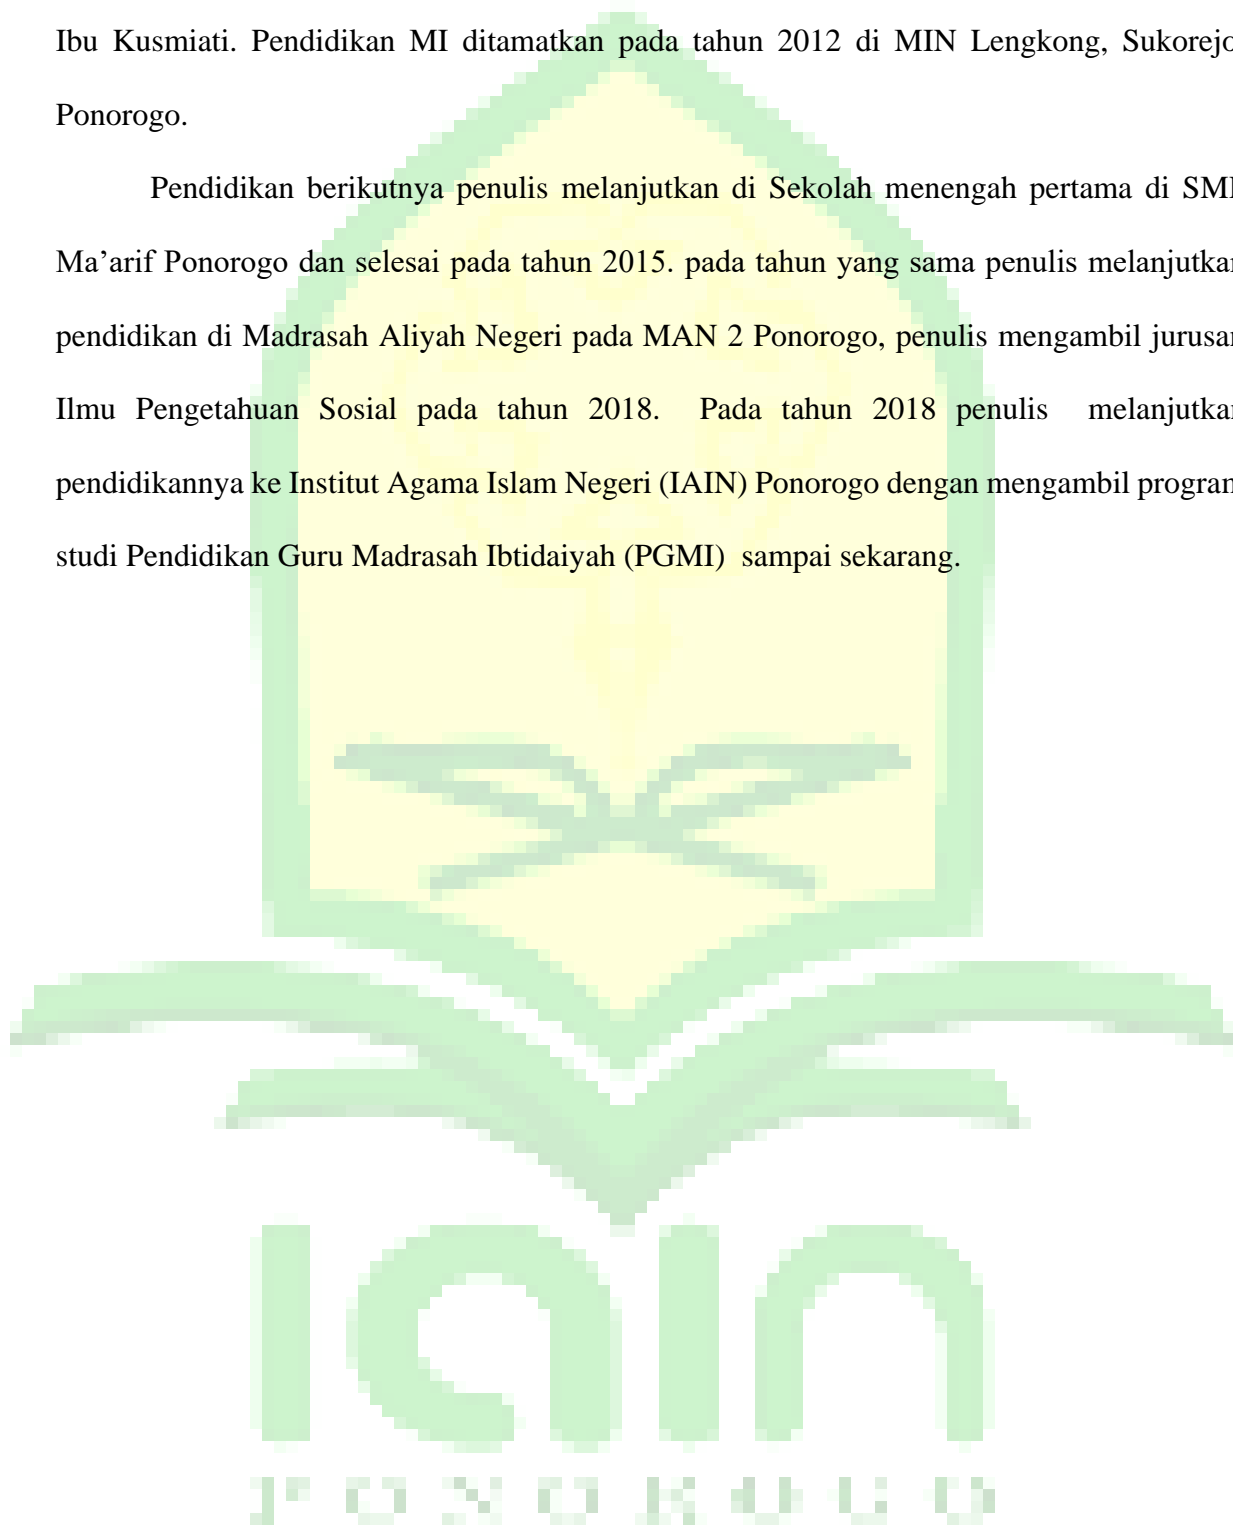 Ibu Kusmiati. Pendidikan MI ditamatkan pada tahun 2012 di MIN Lengkong, Sukorejo
Ponorogo.
Pendidikan berikutnya penulis melanjutkan di Sekolah menengah pertama di
Ma’arif Ponorogo dan selesai pada tahun 2015. pada tahun yang sama penulis melanjutkan
pendidikan di Madrasah Aliyah Negeri pada MAN 2 Ponorogo, penulis mengambil jurusan
Ilmu Pengetahuan Sosial pada tahun 2018.  Pada tahun 2018 penulis  melanjutkan
pendidikannya ke Institut Agama Islam Negeri (IAIN) Ponorogo dengan mengambil program
studi Pendidikan Guru Madrasah Ibtidaiyah (PGMI)  sampai sekarang.
iain
PONOROGO